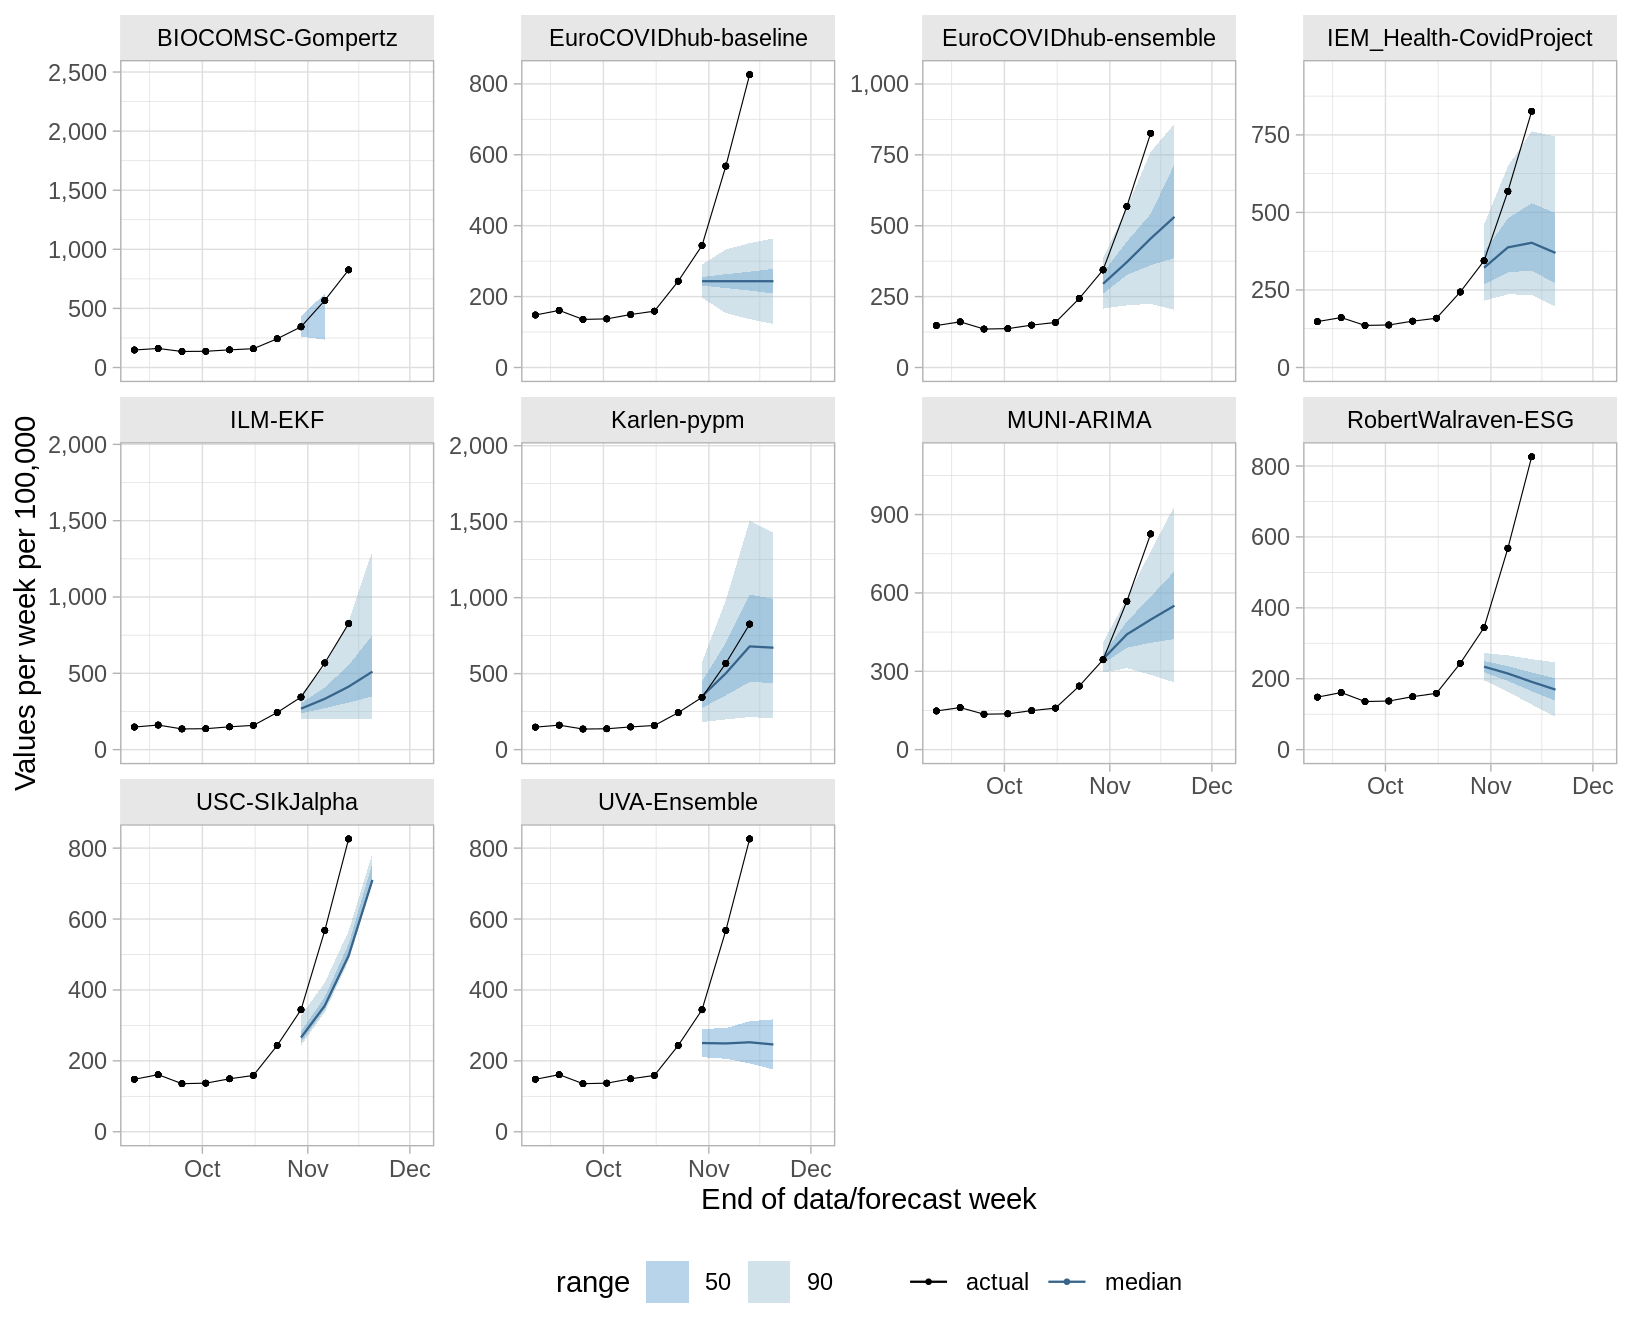 BIOCOMSC-Gompertz
EuroCOVIDhub-baseline
EuroCOVIDhub-ensemble
IEM_Health-CovidProject
2,500
2,000
1,500
1,000
500
0
800
600
400
200
0
1,000
750
500
250
0
750
500
250
0
Values per week per 100,000
ILM-EKF
Karlen-pypm
MUNI-ARIMA
RobertWalraven-ESG
2,000
1,500
1,000
500
0
2,000
1,500
1,000
500
0
900
600
300
0
800
600
400
200
0
Oct Nov Dec
Oct Nov Dec
USC-SIkJalpha
UVA-Ensemble
800
600
400
200
0
800
600
400
200
0
Oct Nov Dec
Oct Nov Dec
End of data/forecast week
range 50 90 actual median